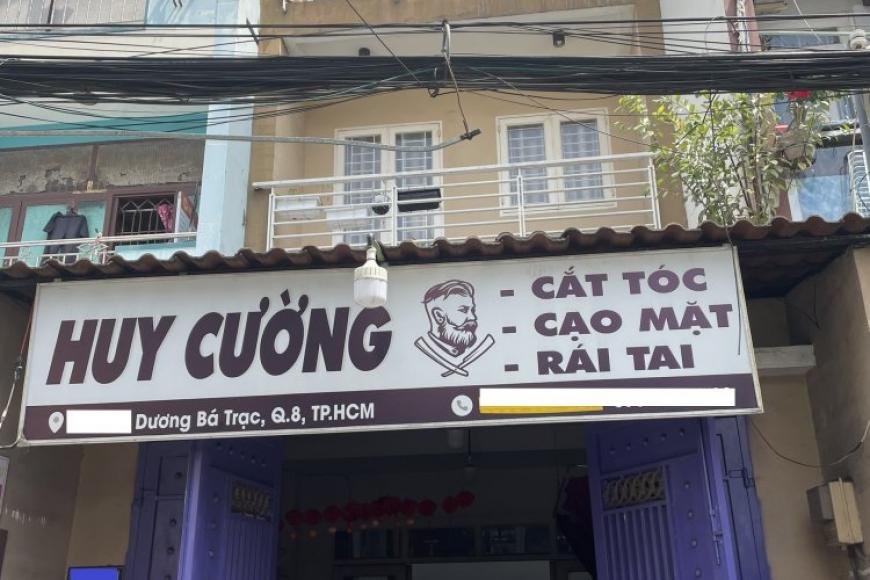 HUY CƯỜNG
- CẮT TÓC
- CẠO MẶT
- RÁI TAI
Dương Bá Trạc, Q.8, TP.HCM